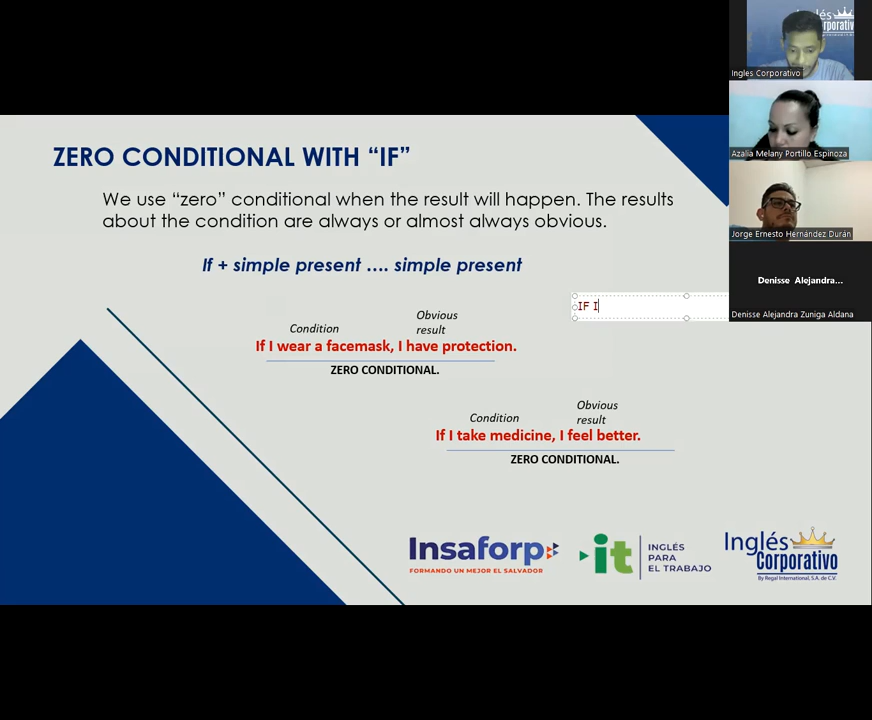 ZERO CONDITIONAL WITH “IF”
We use “zero” conditional when the result will happen. The results
about the condition are always or almost always obvious.
If + simple present .... simple present
IF I
Condition
Obvious
result
If I wear a facemask, I have protection.
ZERO CONDITIONAL.
Condition
Obvious
result
If I take medicine, I feel better.
ZERO CONDITIONAL.
Insaforp
FORMANDO UN MEJOR EL SALVADOR
it
INGLÉS
PARA
EL TRABAJO
Inglés
Corporativo
By Regal International, S.A. de C.V.
Ingles Corporativo
Azalia Melany Portillo Espinoza
Jorge Ernesto Hernández Durán
Denisse Alejandra...
Denisse Alejandra Zuniga Aldana